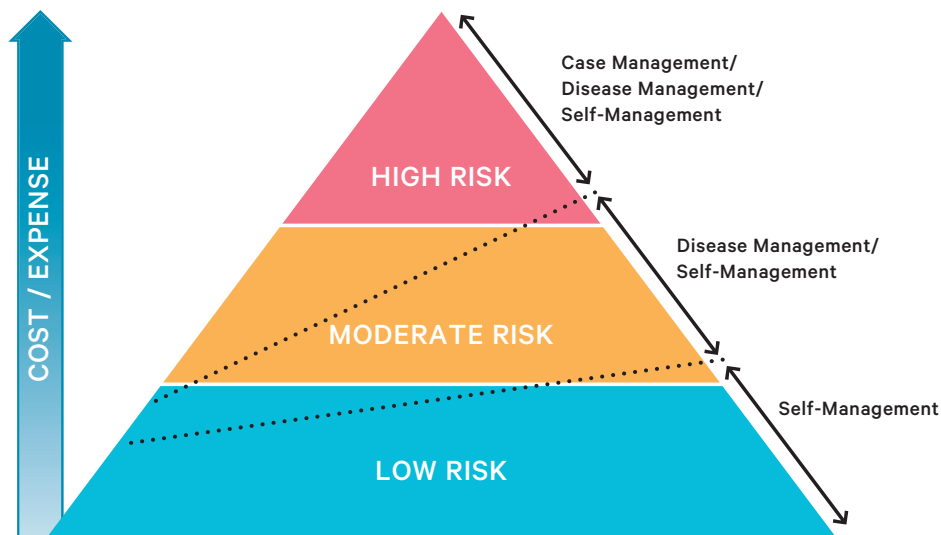 COST / EXPENSE
Case Management/
Disease Management/
Self-Management
HIGH RISK
Disease Management/
Self-Management
MODERATE RISK
Self-Management
LOW RISK